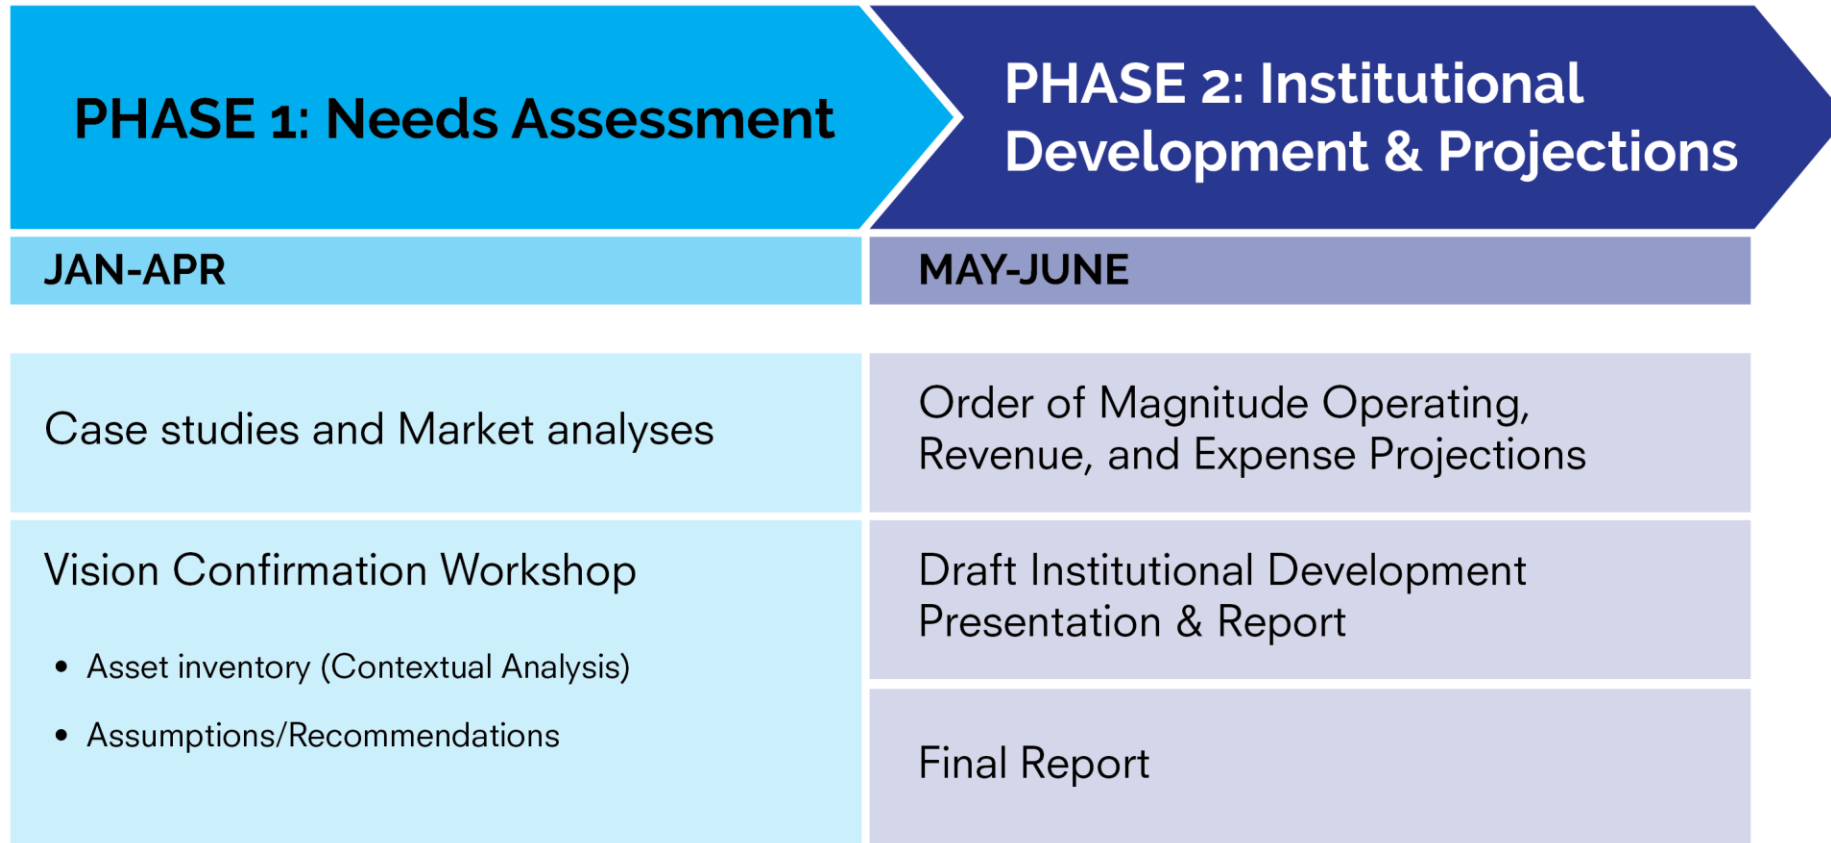 PHASE 1: Needs Assessment
PHASE 2: Institutional
Development & Projections
JAN-APR
MAY-JUNE
Case studies and Market analyses
Order of Magnitude Operating,
Revenue, and Expense Projections
Vision Confirmation Workshop
• Asset inventory (Contextual Analysis)
• Assumptions/Recommendations
Draft Institutional Development
Presentation & Report
Final Report